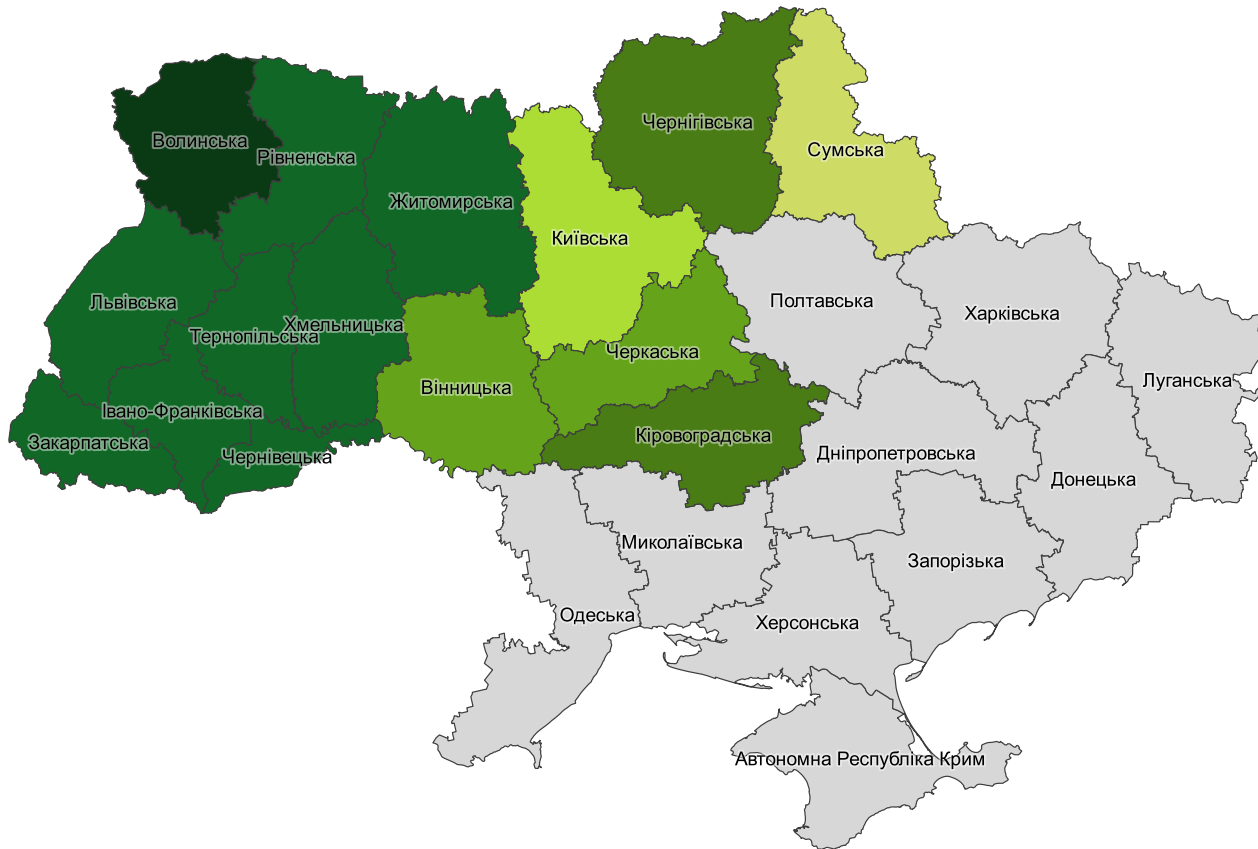 Чернігівська
Сумська
Волинська
Рівненська
Житомирська
Київська
Львівська
Полтавська
Харківська
Тернопільська
Хмельницька
Черкаська
Вінницька
Луганська
Івано-Франківська
Закарпатська
Чернівецька
Кіровоградська
Дніпропетровська
Донецька
Миколаївська
Запорізька
Одеська
Херсонська
Автономна Республіка Крим